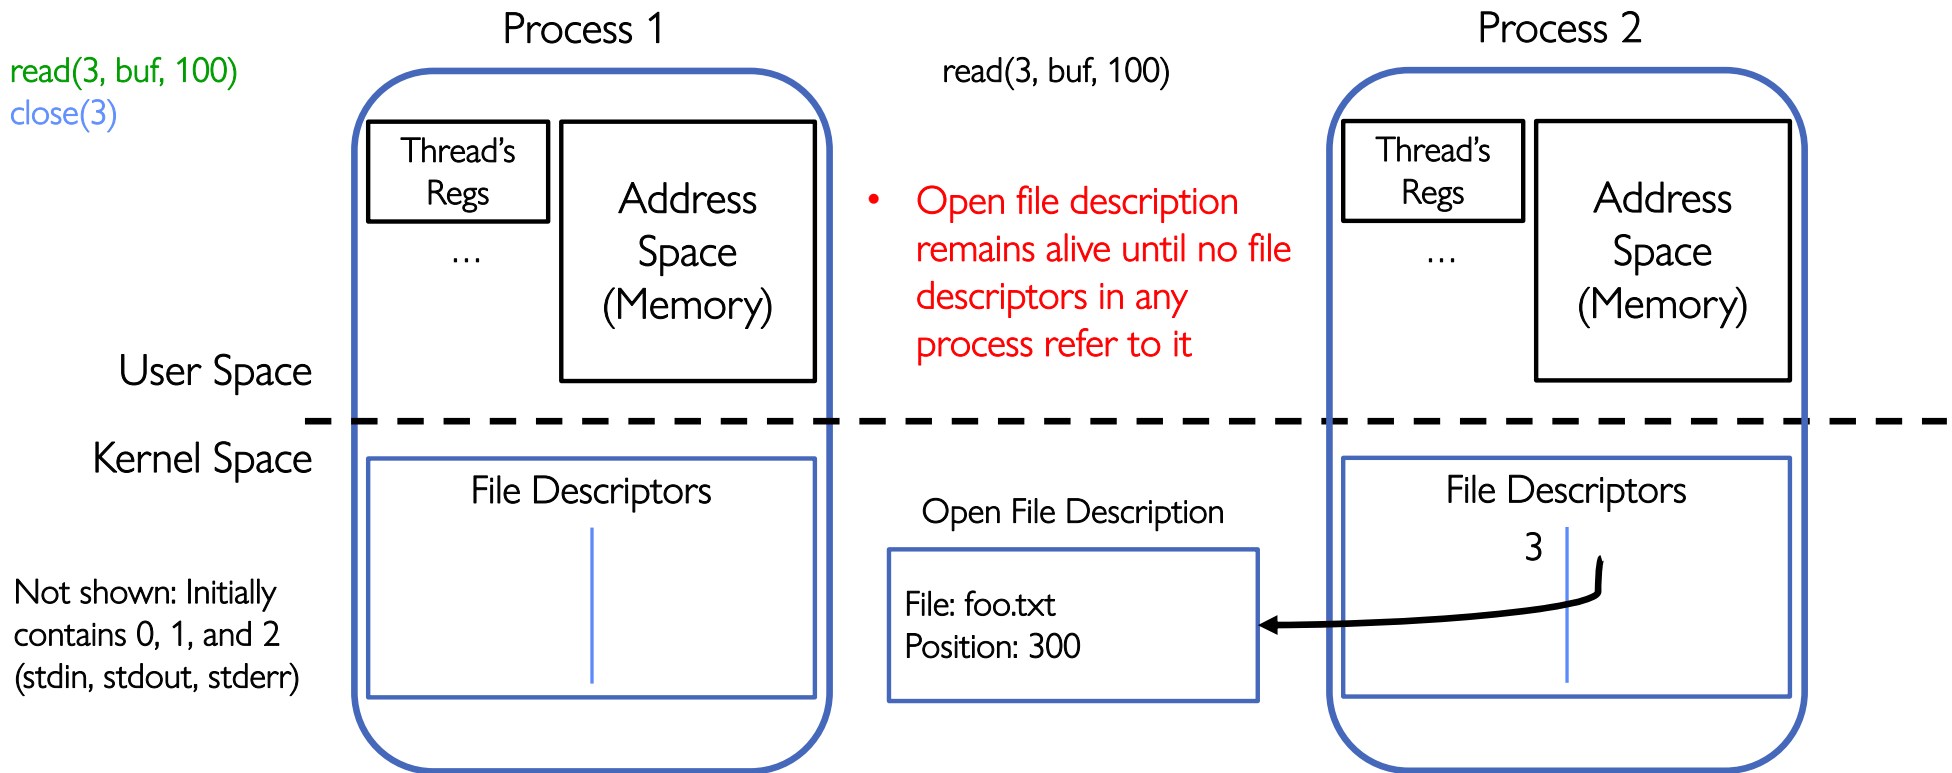 Process 1
Process 2
read(3, buf, 100)
close(3)
read(3, buf, 100)
Thread’s
Regs
...
Address
Space
(Memory)
• Open file description
remains alive until no file
descriptors in any
process refer to it
Thread’s
Regs
...
Address
Space
(Memory)
User Space
Kernel Space
File Descriptors
Open File Description
File: foo.txt
Position: 300
File Descriptors
3
Not shown: Initially
contains 0, 1, and 2
(stdin, stdout, stderr)